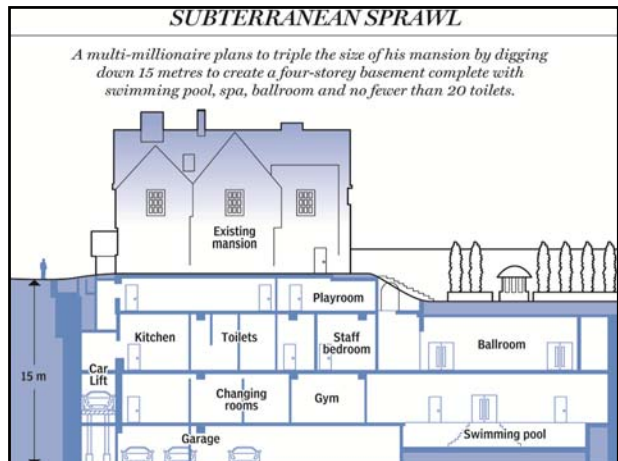 SUBTERRANEAN SPRAWL
A multi-millionaire plans to triple the size of his mansion by digging
down 15 metres to create a four-storey basement complete with
swimming pool, spa, ballroom and no fewer than 20 toilets.
Existing
mansion
Playroom
Kitchen
Toilets
Staff
bedroom
Ballroom
15 m
Car
Lift
Changing
rooms
Gym
Garage
Swimming pool